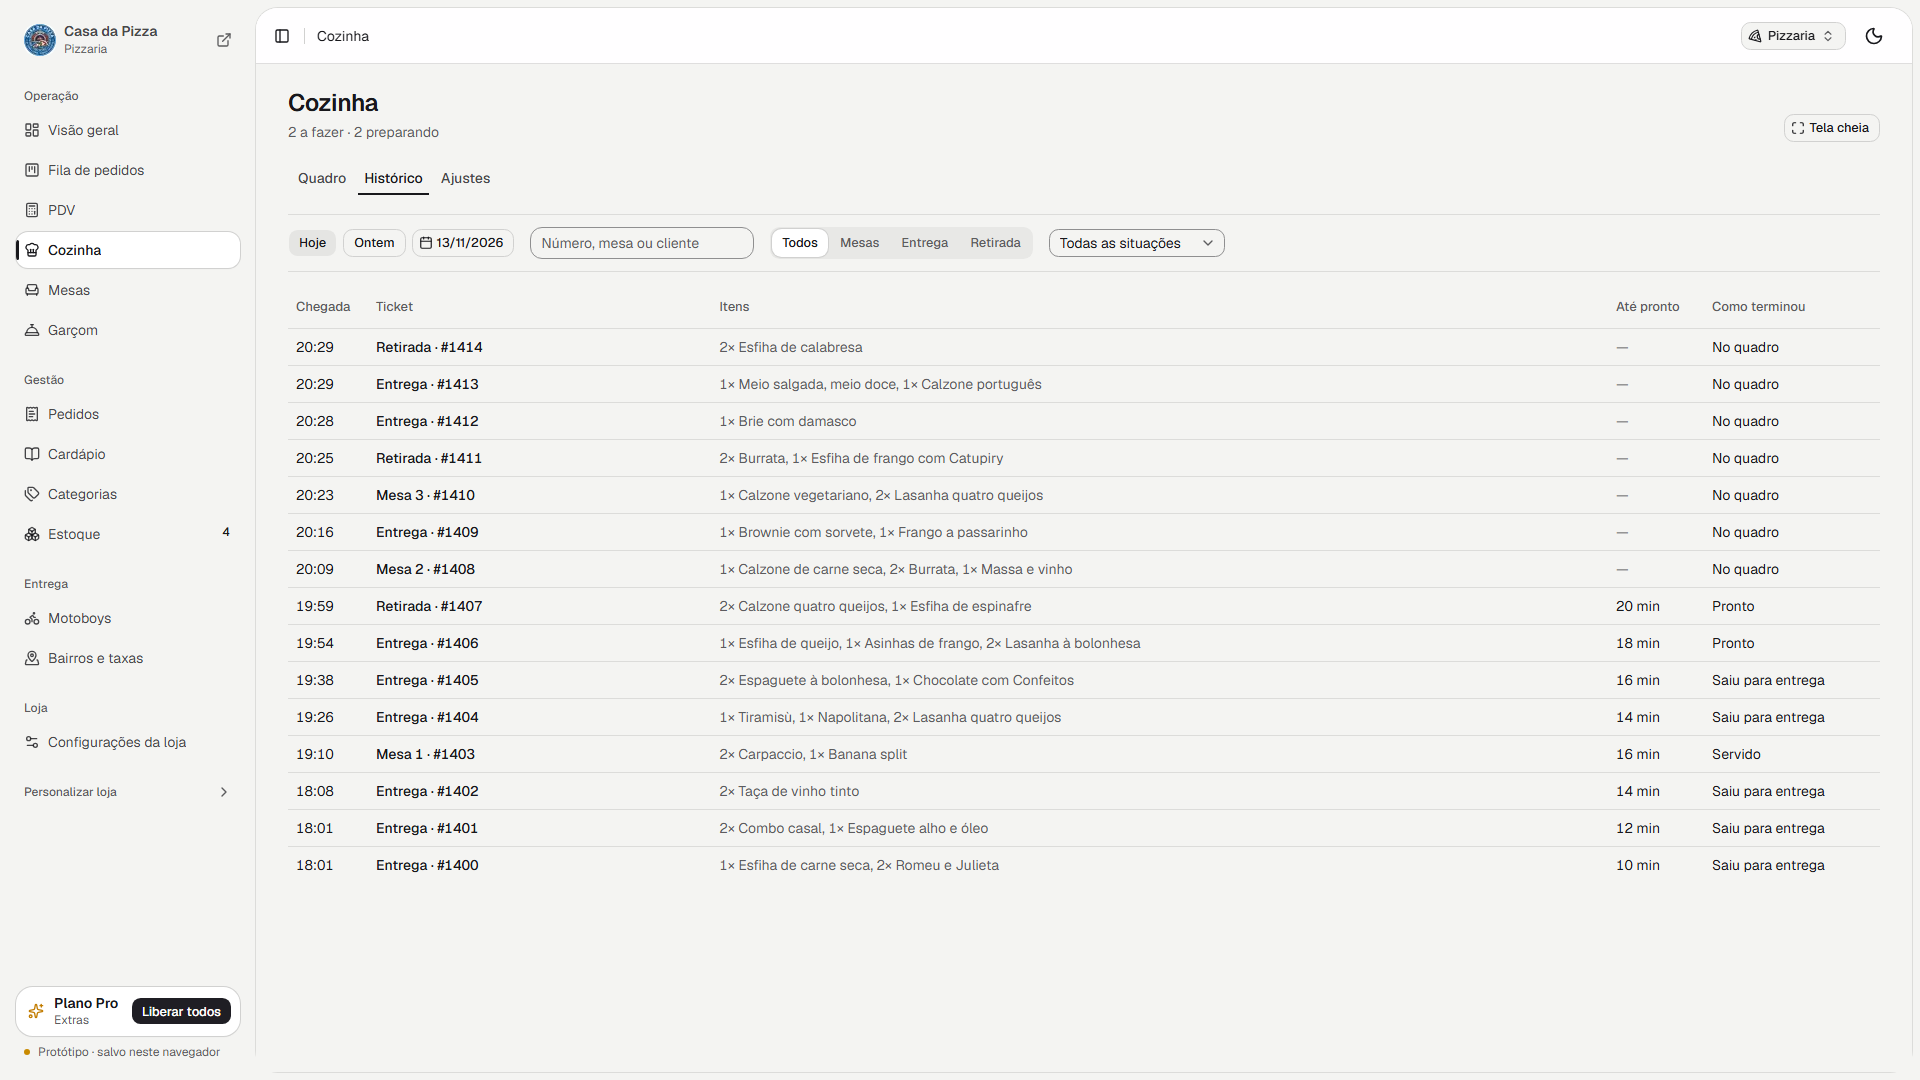 Casa da Pizza
Pizzaria
Operação
Visão geral
Fila de pedidos
PDV
Cozinha
Mesas
Garçom
Gestão
Pedidos
Cardápio
Categorias
Estoque 4
Entrega
Motoboys
Bairros e taxas
Loja
Configurações da loja
Personalizar loja
Plano Pro
Extras
Liberar todos
Protótipo · salvo neste navegador
Cozinha
Pizzaria
Cozinha
2 a fazer · 2 preparando
Tela cheia
Quadro Histórico Ajustes
Hoje Ontem 13/11/2026 Número, mesa ou cliente Todos Mesas Entrega Retirada Todas as situações
Chegada Ticket Itens Até pronto Como terminou
20:29 Retirada · #1414 2× Esfiha de calabresa — No quadro
20:29 Entrega · #1413 1× Meio salgada, meio doce, 1× Calzone português — No quadro
20:28 Entrega · #1412 1× Brie com damasco — No quadro
20:25 Retirada · #1411 2× Burrata, 1× Esfiha de frango com Catupiry — No quadro
20:23 Mesa 3 · #1410 1× Calzone vegetariano, 2× Lasanha quatro queijos — No quadro
20:16 Entrega · #1409 1× Brownie com sorvete, 1× Frango a passarinho — No quadro
20:09 Mesa 2 · #1408 1× Calzone de carne seca, 2× Burrata, 1× Massa e vinho — No quadro
19:59 Retirada · #1407 2× Calzone quatro queijos, 1× Esfiha de espinafre 20 min Pronto
19:54 Entrega · #1406 1× Esfiha de queijo, 1× Asinhas de frango, 2× Lasanha à bolonhesa 18 min Pronto
19:38 Entrega · #1405 2× Espaguete à bolonhesa, 1× Chocolate com Confeitos 16 min Saiu para entrega
19:26 Entrega · #1404 1× Tiramisù, 1× Napolitana, 2× Lasanha quatro queijos 14 min Saiu para entrega
19:10 Mesa 1 · #1403 2× Carpaccio, 1× Banana split 16 min Servido
18:08 Entrega · #1402 2× Taça de vinho tinto 14 min Saiu para entrega
18:01 Entrega · #1401 2× Combo casal, 1× Espaguete alho e óleo 12 min Saiu para entrega
18:01 Entrega · #1400 1× Esfiha de carne seca, 2× Romeu e Julieta 10 min Saiu para entrega